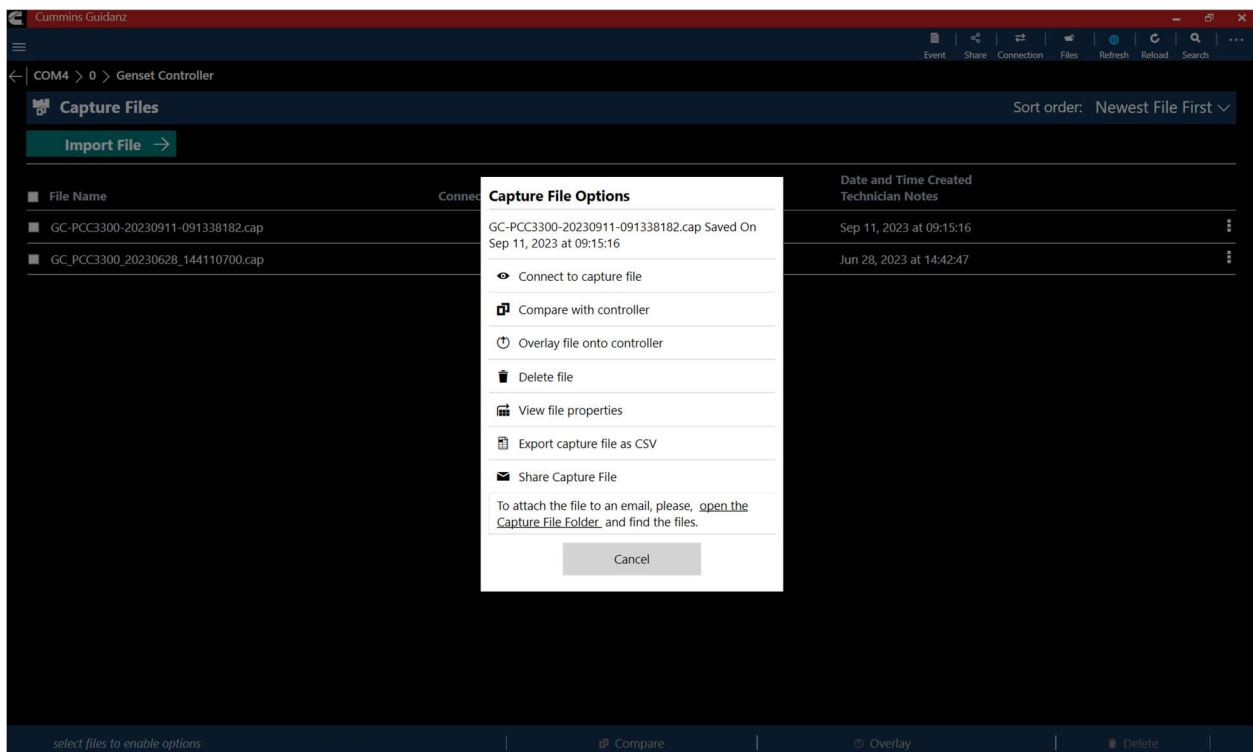 Cummins Guidanz
Event Share Connection Files Refresh Reload Search
COM4 > 0 > Genset Controller
Capture Files
Sort order: Newest File First
Import File
File Name
Connec
Date and Time Created
Technician Notes
GC-PCC3300-20230911-091338182.cap
Sep 11, 2023 at 09:15:16
GC_PCC3300_20230628_144110700.cap
Jun 28, 2023 at 14:42:47
Capture File Options
GC-PCC3300-20230911-091338182.cap Saved On
Sep 11, 2023 at 09:15:16
Connect to capture file
Compare with controller
Overlay file onto controller
Delete file
View file properties
Export capture file as CSV
Share Capture File
To attach the file to an email, please, open the
Capture File Folder and find the files.
Cancel
select files to enable options
Compare
Overlay
Delete